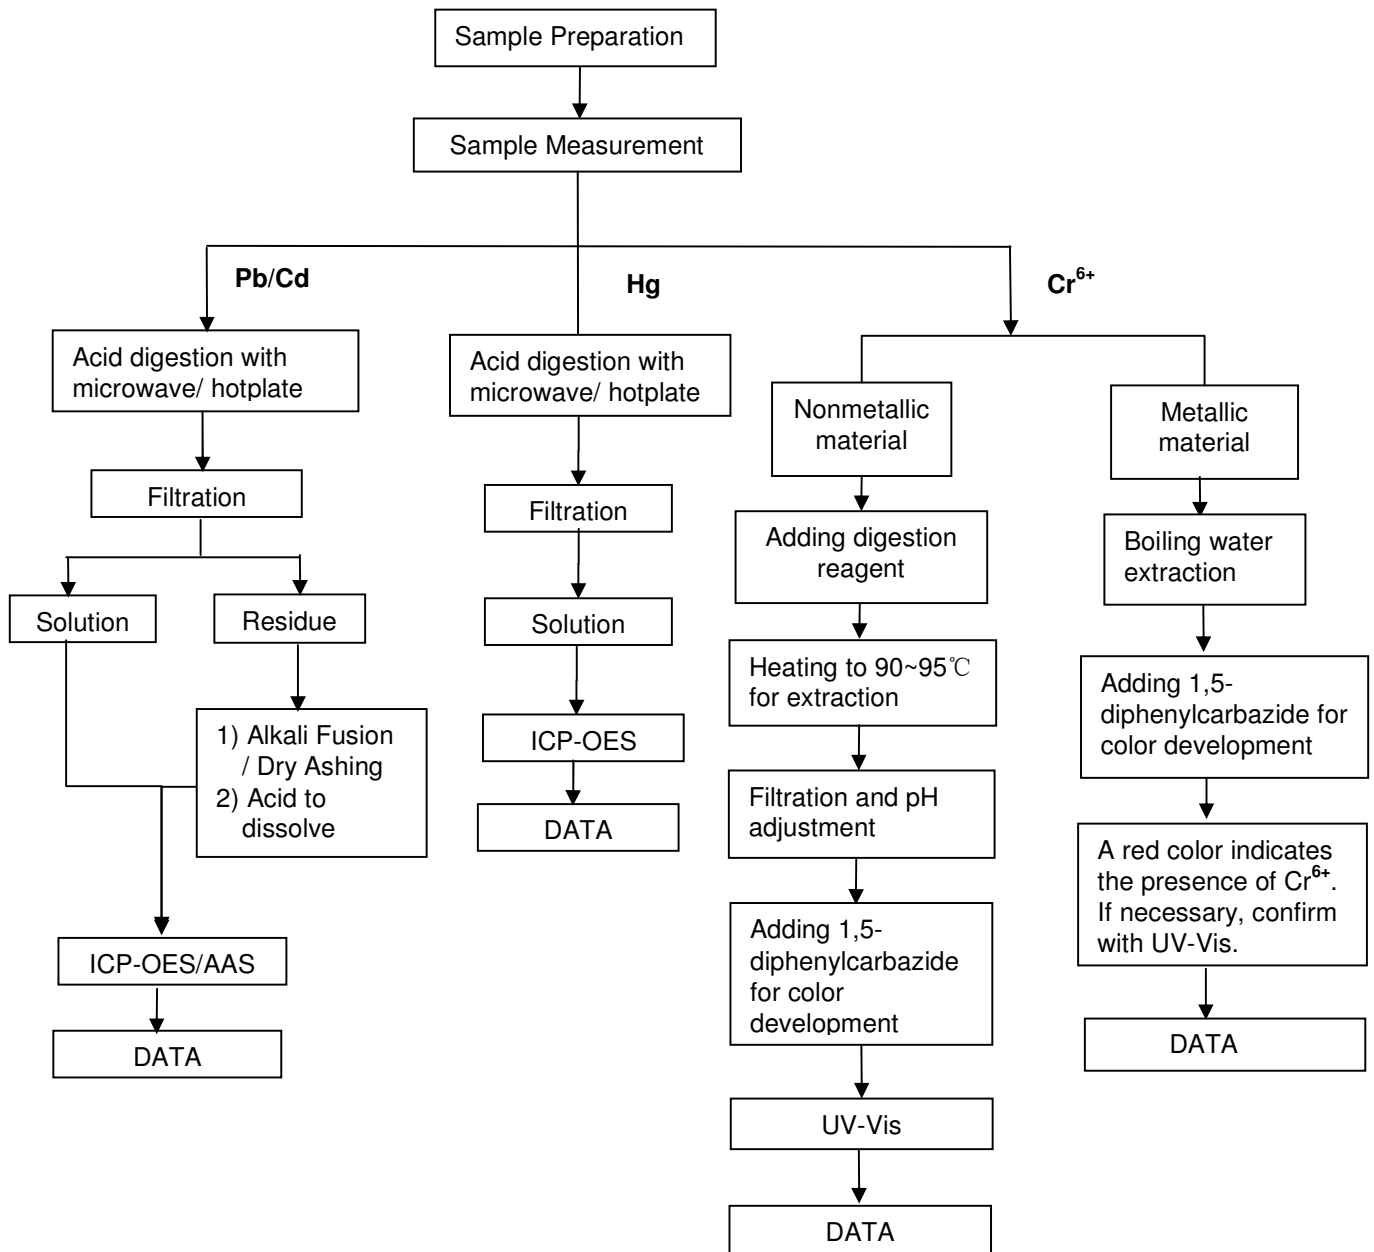 Sample Preparation
Sample Measurement
Pb/Cd
Hg
Cr6+
Acid digestion with
microwave/ hotplate
Filtration
Solution
Residue
1) Alkali Fusion
/ Dry Ashing
2) Acid to
dissolve
ICP-OES/AAS
DATA
Acid digestion with
microwave/ hotplate
Filtration
Solution
ICP-OES
DATA
Nonmetallic
material
Adding digestion
reagent
Heating to 90~95℃
for extraction
Filtration and pH
adjustment
Adding 1,5-
diphenylcarbazide
for color
development
UV-Vis
DATA
Metallic
material
Boiling water
extraction
Adding 1,5-
diphenylcarbazide for
color development
A red color indicates
the presence of Cr6+.
If necessary, confirm
with UV-Vis.
DATA